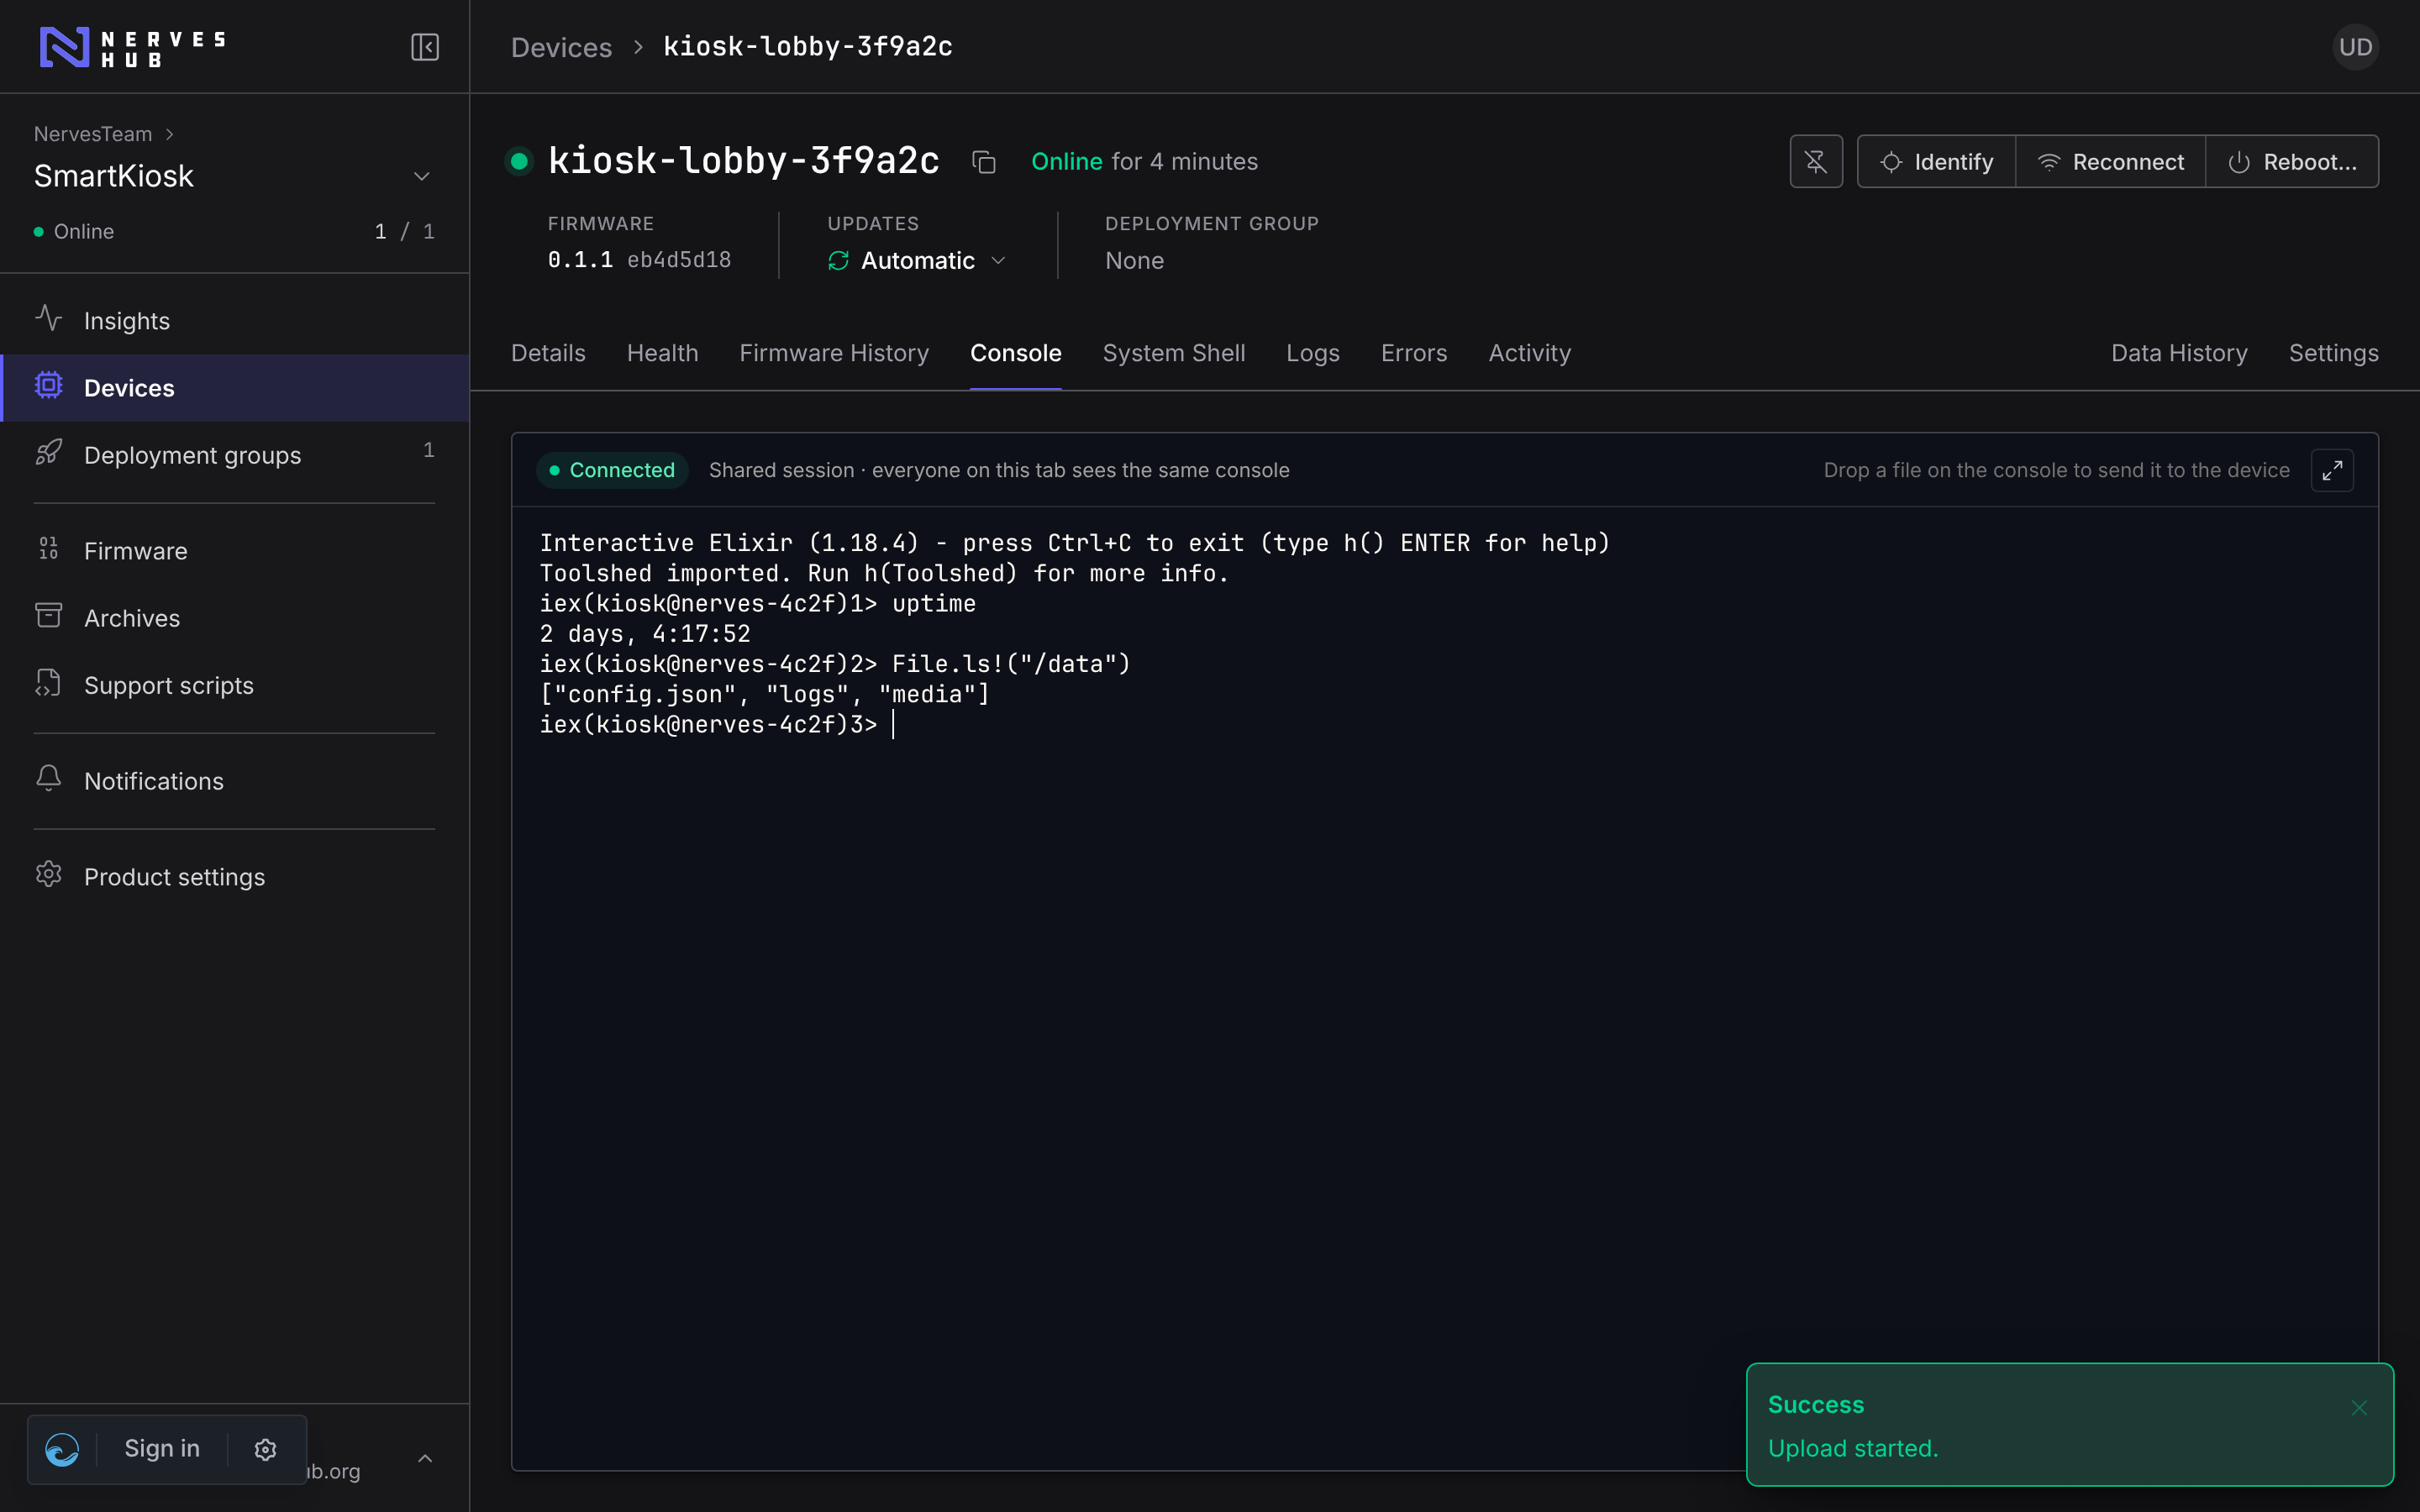 NERVES
HUB
Devices > kiosk-lobby-3f9a2c
UD
NervesTeam >
SmartKiosk
Online 1 / 1
Insights
Devices
Deployment groups 1
Firmware
Archives
Support scripts
Notifications
Product settings
Sign in
ub.org
kiosk-lobby-3f9a2c Online for 4 minutes
Identify Reconnect Reboot...
FIRMWARE UPDATES DEPLOYMENT GROUP
0.1.1 eb4d5d18 Automatic None
Details Health Firmware History Console System Shell Logs Errors Activity Data History Settings
Connected Shared session · everyone on this tab sees the same console Drop a file on the console to send it to the device
Interactive Elixir (1.18.4) - press Ctrl+C to exit (type h() ENTER for help)
Toolshed imported. Run h(Toolshed) for more info.
iex(kiosk@nerves-4c2f)1> uptime
2 days, 4:17:52
iex(kiosk@nerves-4c2f)2> File.ls!("/data")
["config.json", "logs", "media"]
iex(kiosk@nerves-4c2f)3>
Success
Upload started.